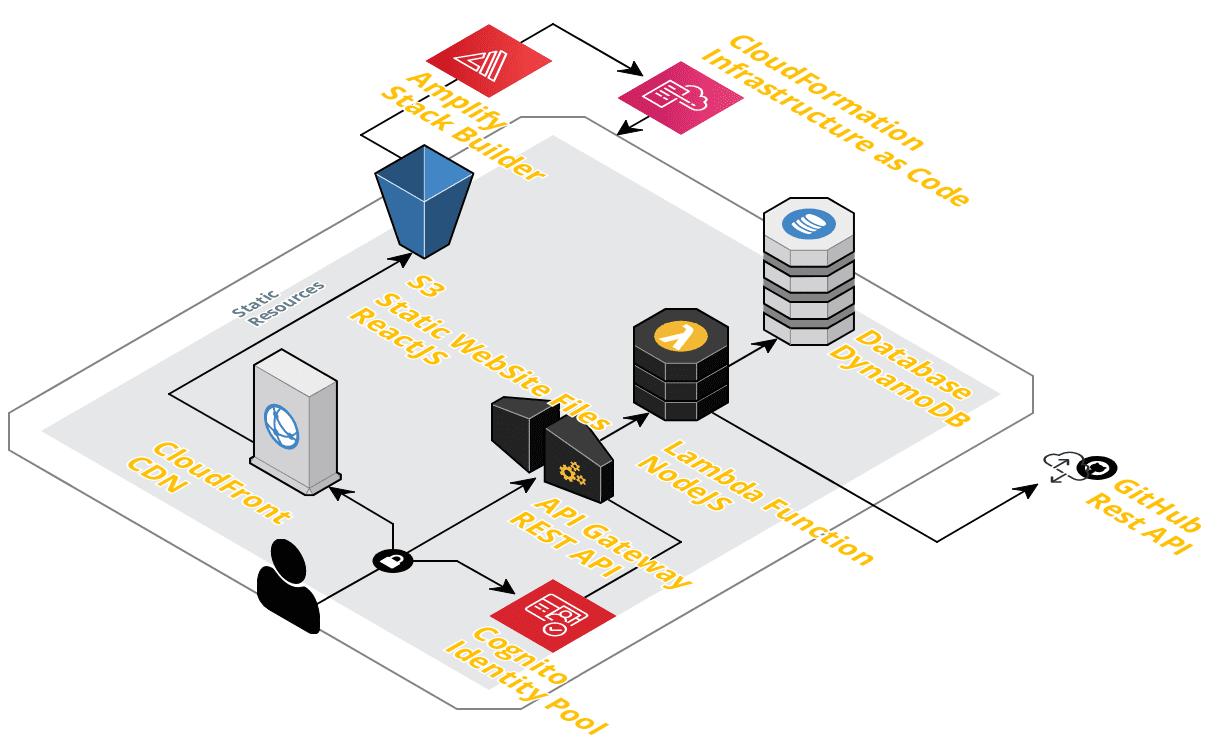 Amplify
Stack Builder
CloudFormation
Infrastructure as Code
Static
Resources
S3
Static WebSite Files
ReactJS
Database
DynamoDB
CloudFront
CDN
Lambda Function
NodeJS
API Gateway
REST API
GitHub
Rest API
Cognito
Identity Pool